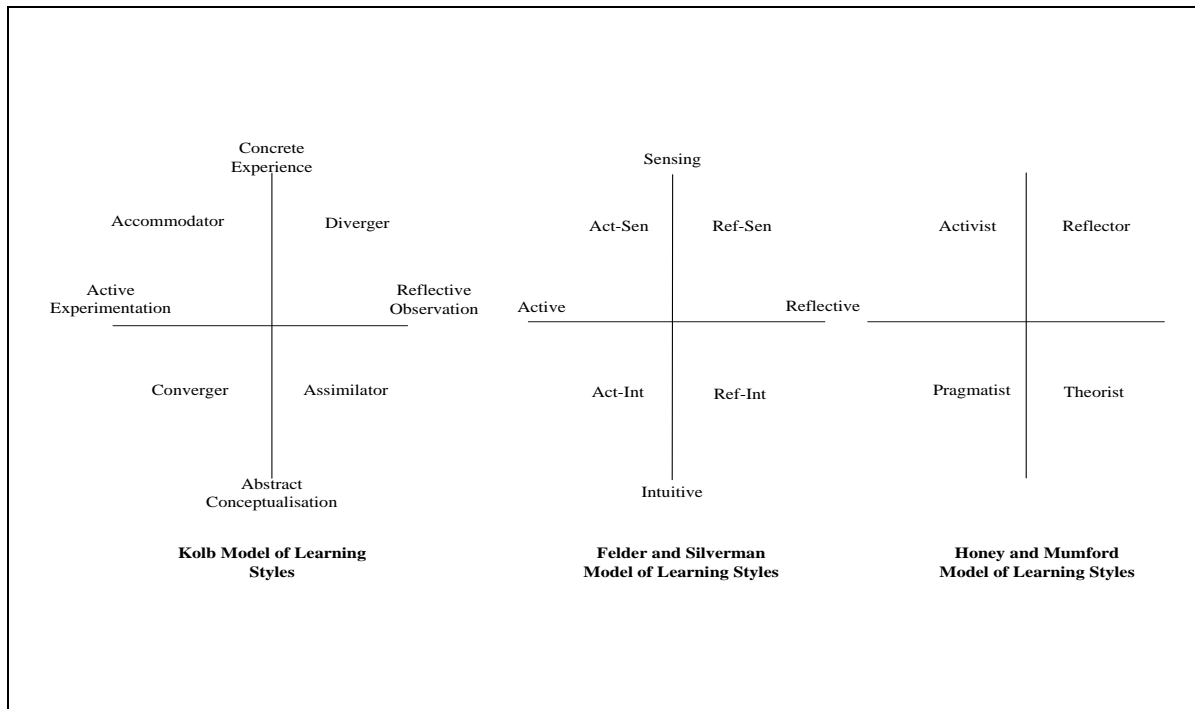 Concrete
Experience
Accommodator
Diverger
Active
Experimentation
Reflective
Observation
Converger
Assimilator
Abstract
Conceptualisation
Kolb Model of Learning
Styles
Sensing
Act-Sen
Ref-Sen
Active
Reflective
Act-Int
Ref-Int
Intuitive
Felder and Silverman
Model of Learning Styles
Activist
Reflector
Pragmatist
Theorist
Honey and Mumford
Model of Learning Styles